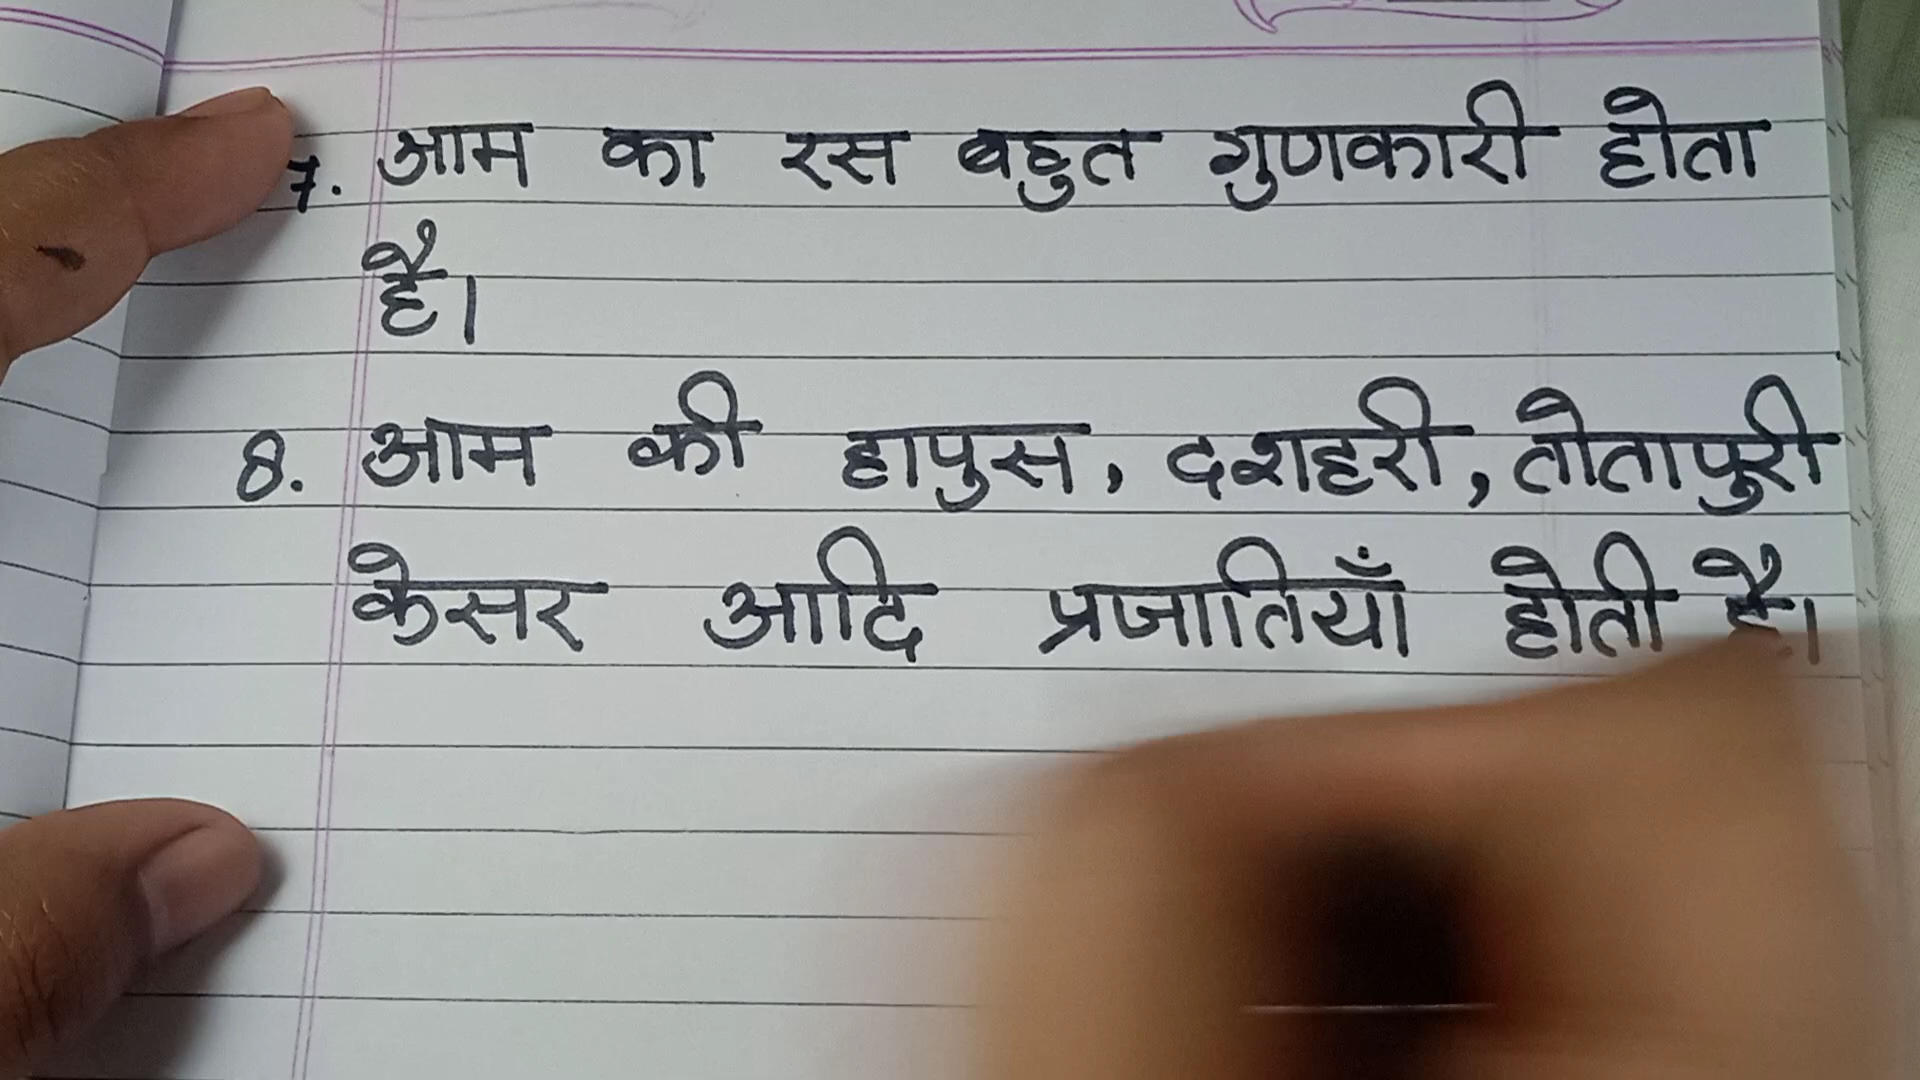 7. आम का रस बहुत गुणकारी होता
है।
8. आम की हापुस, दशहरी, तोतापुरी
केसर आदि प्रजातियाँ होती है।